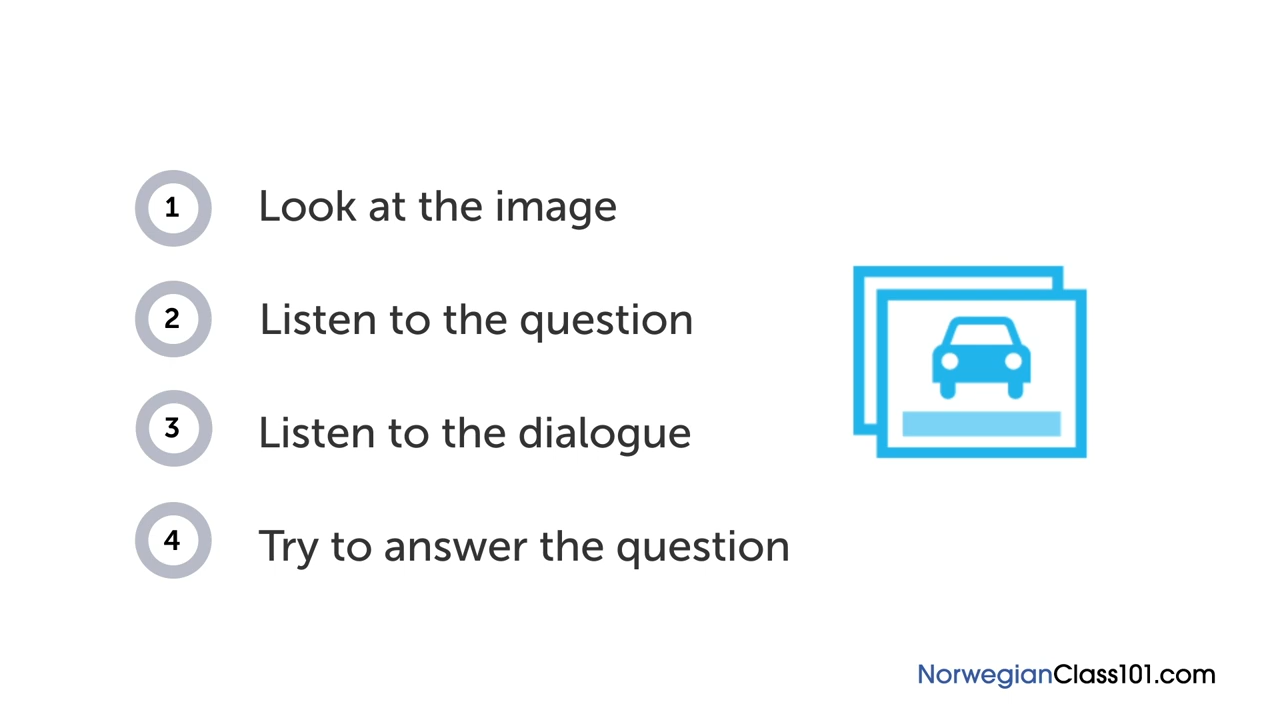 1 Look at the image
2 Listen to the question
3 Listen to the dialogue
4 Try to answer the question
NorwegianClass101.com